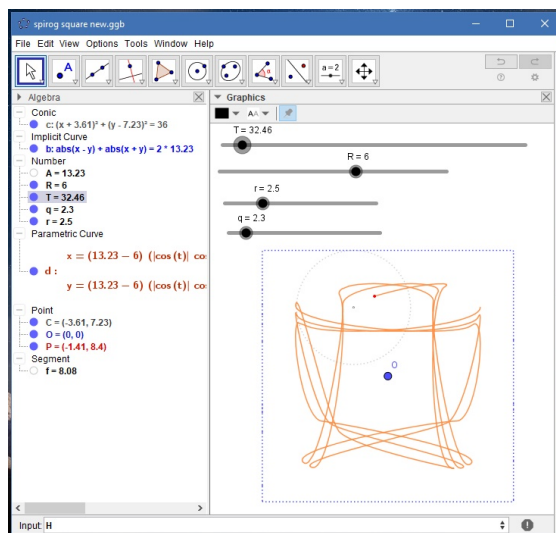 spirog square new.ggb
File Edit View Options Tools Window Help
A
α
a = 2
Algebra
Graphics
AA
Conic
c: (x + 3.61)² + (y - 7.23)² = 36
Implicit Curve
b: abs(x - y) + abs(x + y) = 2 * 13.23
Number
A = 13.23
R = 6
T = 32.46
q = 2.3
r = 2.5
Parametric Curve
d :
x = (13.23 − 6) (|cos(t)| co
y = (13.23 − 6) (|cos(t)| co
Point
C = (-3.61, 7.23)
O = (0, 0)
P = (-1.41, 8.4)
Segment
f = 8.08
T = 32.46
R = 6
r = 2.5
q = 2.3
O
Input: H